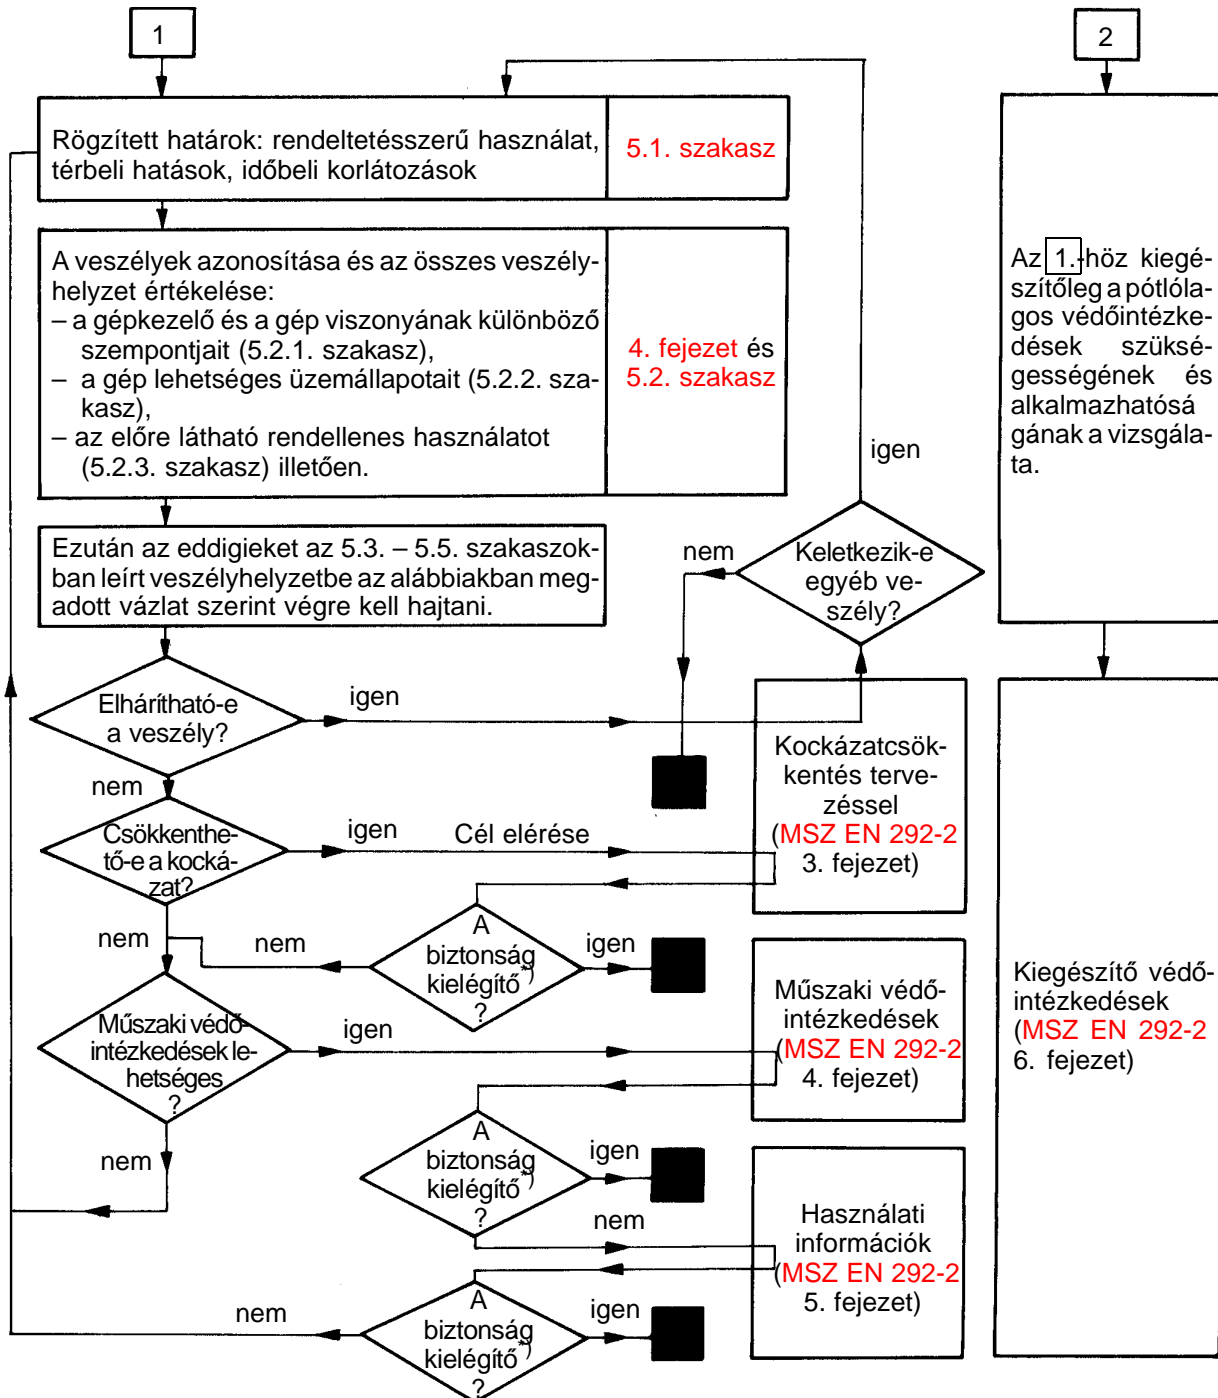 1
2
Rögzített határok: rendeltetésszerű használat,
térbeli hatások, időbeli korlátozások
5.1. szakasz
A veszélyek azonosítása és az összes veszély-
helyzet értékelése:
– a gépkezelő és a gép viszonyának különböző
szempontjait (5.2.1. szakasz),
– a gép lehetséges üzemállapotait (5.2.2. sza-
kasz),
– az előre látható rendellenes használatot
(5.2.3. szakasz) illetően.
4. fejezet és
5.2. szakasz
Az 1.-höz kiegé-
szítőleg a pótlóla-
gos védőintézke-
dések szüksé-
gességének és
alkalmazhatósá
gának a vizsgála-
ta.
igen
Ezután az eddigieket az 5.3. – 5.5. szakaszok-
ban leírt veszélyhelyzetbe az alábbiakban meg-
adott vázlat szerint végre kell hajtani.
nem
Keletkezik-e
egyéb ve-
szély?
Elhárítható-e
a veszély?
igen
nem
Kockázatcsök-
kentés terve-
zéssel
(MSZ EN 292-2
3. fejezet)
Csökkenthe-
tő-e a kocká-
zat?
igen
Cél elérése
nem
nem
A
biztonság
kielégítő*)
?
igen
Műszaki védő-
intézkedések le-
hetséges
?
igen
Műszaki védő-
intézkedések
(MSZ EN 292-2
4. fejezet)
Kiegészítő védő-
intézkedések
(MSZ EN 292-2
6. fejezet)
nem
A
biztonság
kielégítő*)
?
igen
nem
Használati
információk
(MSZ EN 292-2
5. fejezet)
nem
A
biztonság
kielégítő*)
?
igen